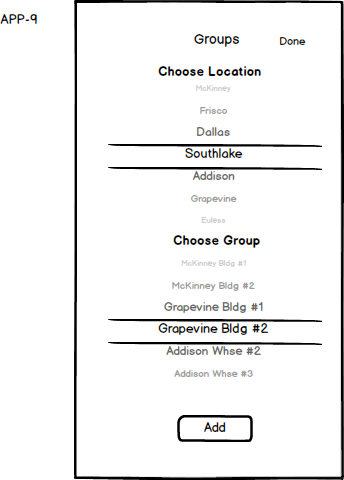 APP-9
Groups
Done
Choose Location
McKinney
Frisco
Dallas
Southlake
Addison
Grapevine
Euless
Choose Group
McKinney Bldg #1
McKinney Bldg #2
Grapevine Bldg #1
Grapevine Bldg #2
Addison Whse #2
Addison Whse #3
Add